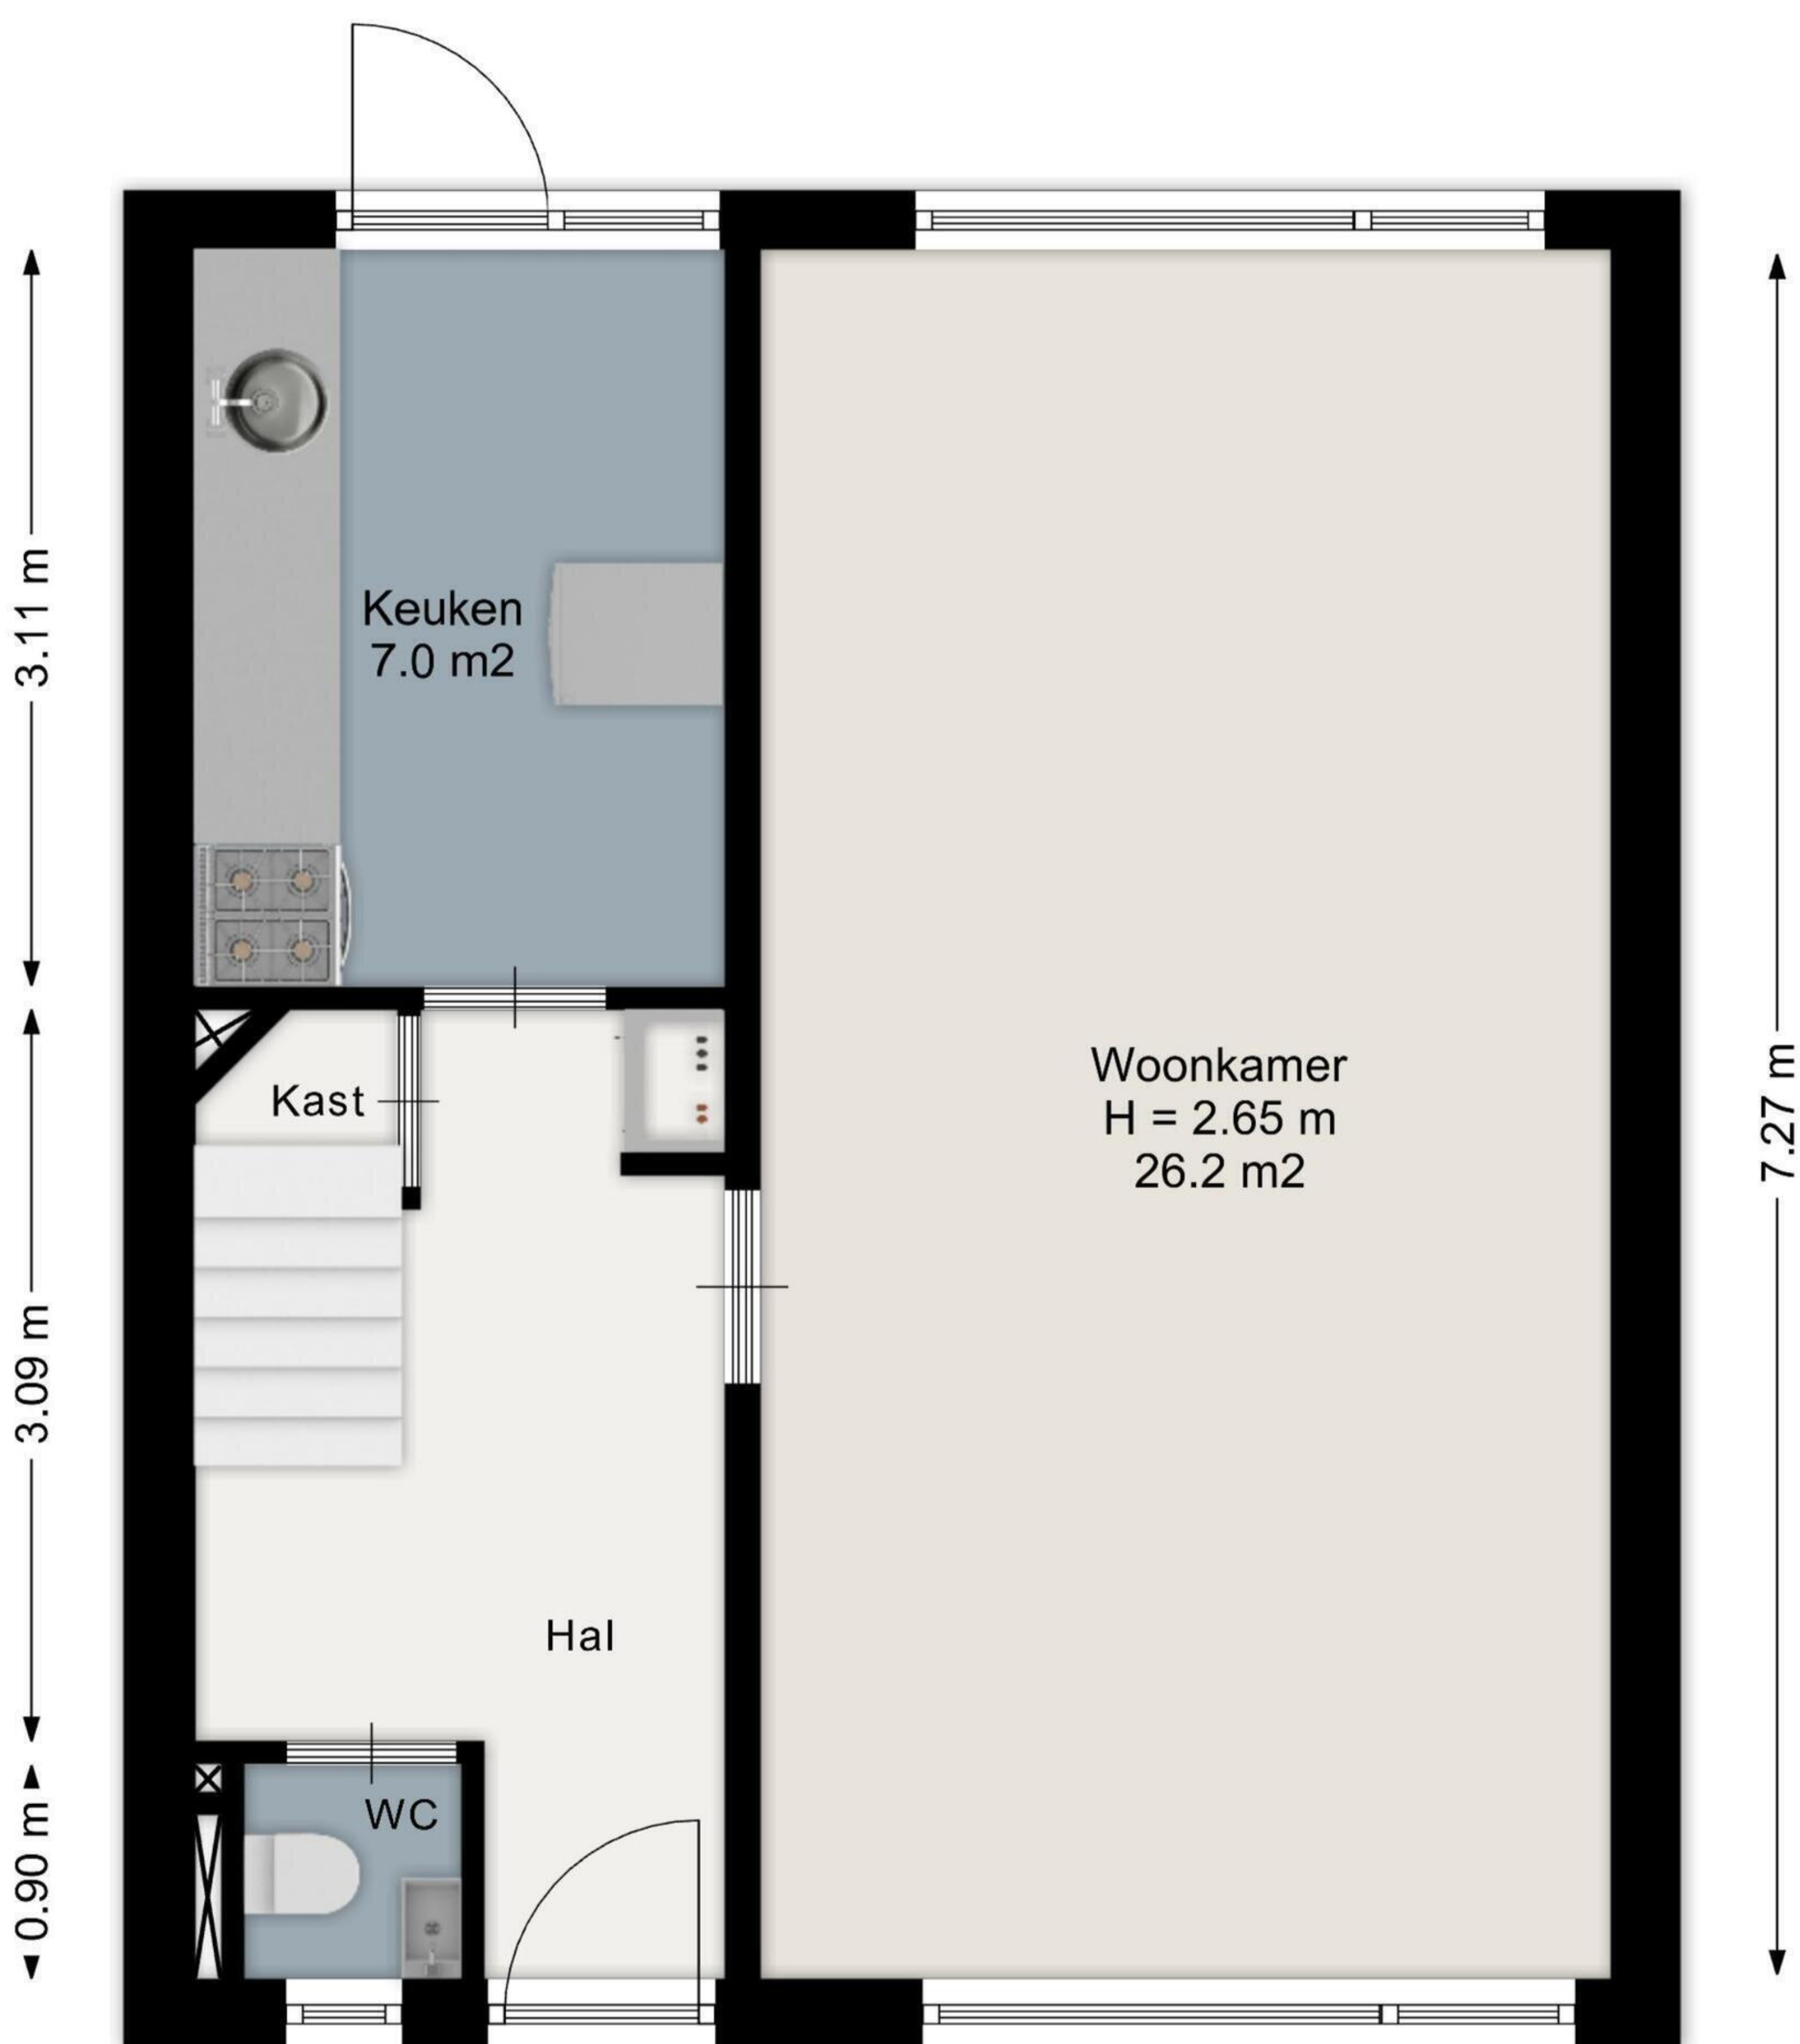 3.11 m
Keuken
7.0 m2
Kast
Woonkamer
H = 2.65 m
26.2 m2
7.27 m
3.09 m
Hal
WC
0.90 m